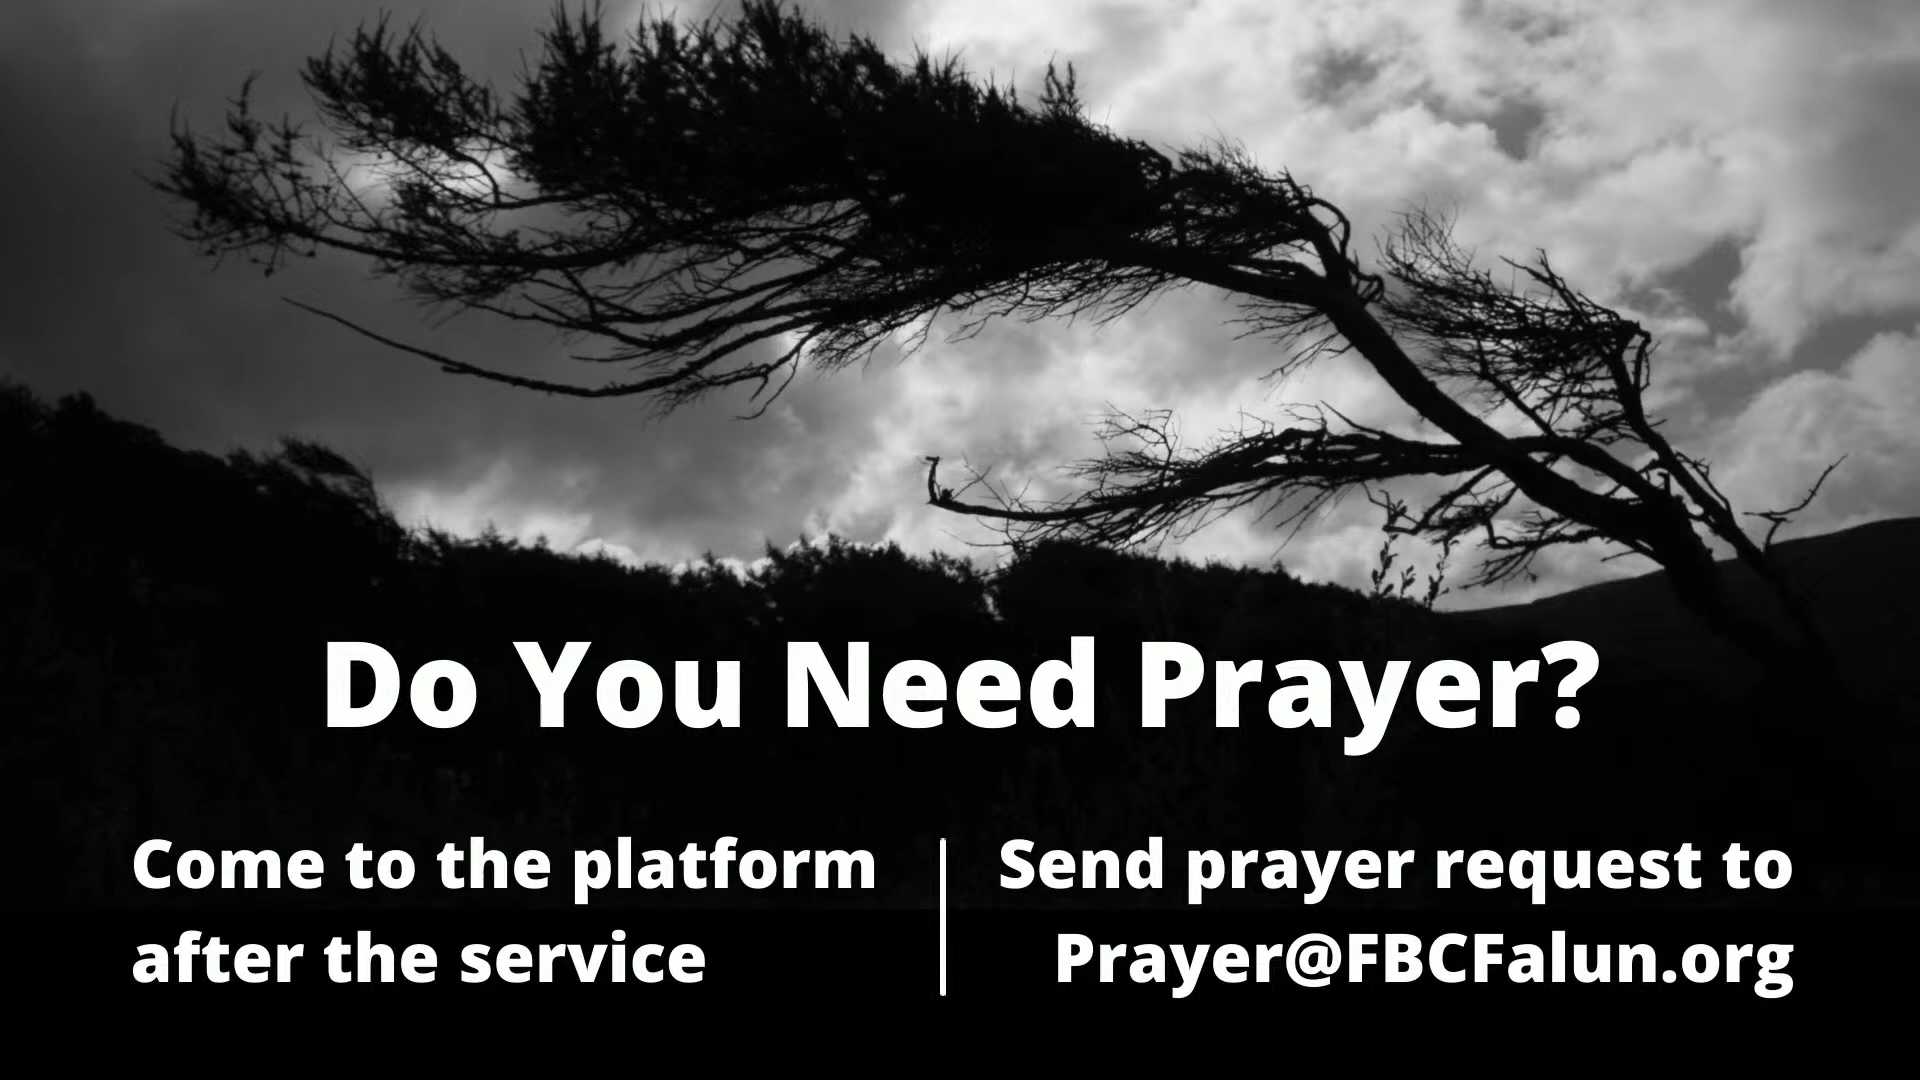 Do You Need Prayer?
Come to the platform
after the service
Send prayer request to
Prayer@FBCFalun.org